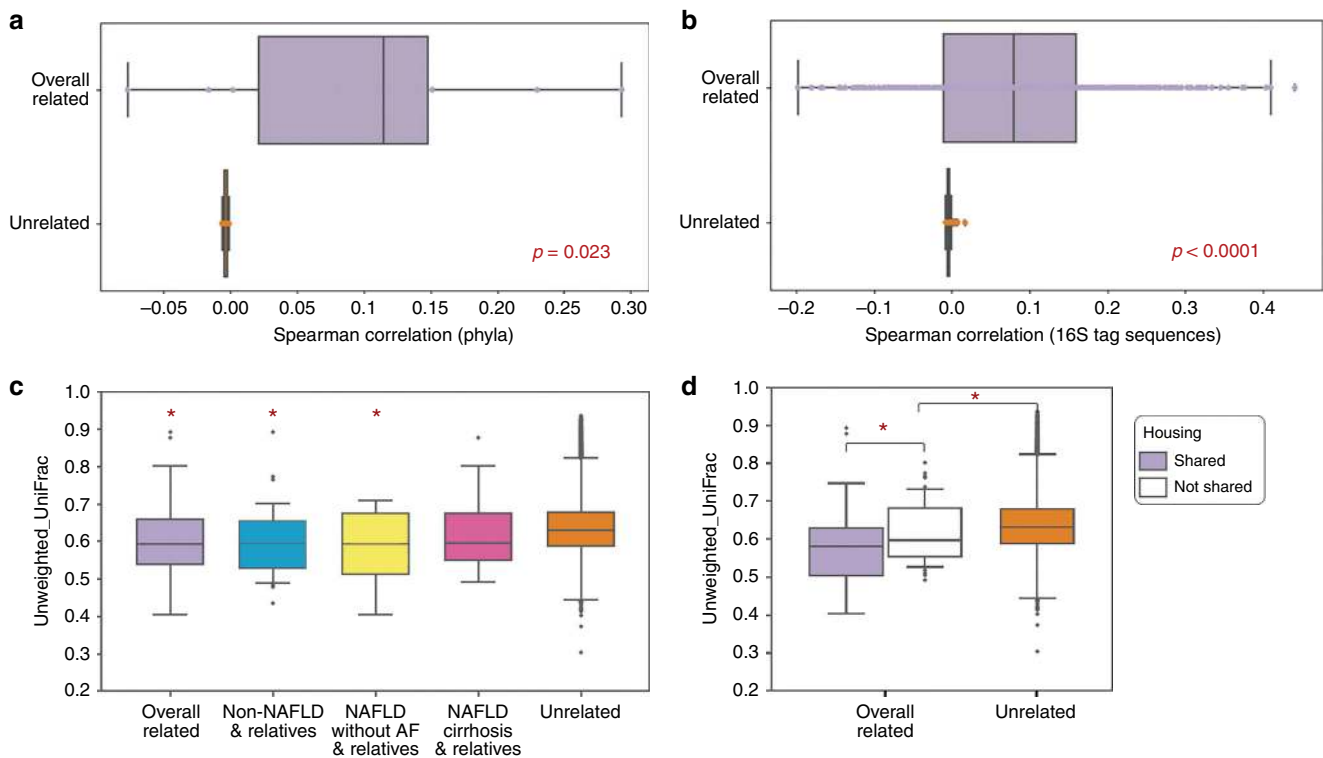 a
Overall
related
Unrelated
p = 0.023
–0.05 0.00 0.05 0.10 0.15 0.20 0.25 0.30
Spearman correlation (phyla)
b
Overall
related
Unrelated
p < 0.0001
–0.2 –0.1 0.0 0.1 0.2 0.3 0.4
Spearman correlation (16S tag sequences)
c
Unweighted_UniFrac
1.0
0.9
0.8
0.7
0.6
0.5
0.4
0.3
0.2
* * *
Overall
related
Non-NAFLD
& relatives
NAFLD
without AF
& relatives
NAFLD
cirrhosis
& relatives
Unrelated
d
Unweighted_UniFrac
1.0
0.9
0.8
0.7
0.6
0.5
0.4
0.3
0.2
*
*
Overall
related
Unrelated
Housing
Shared
Not shared